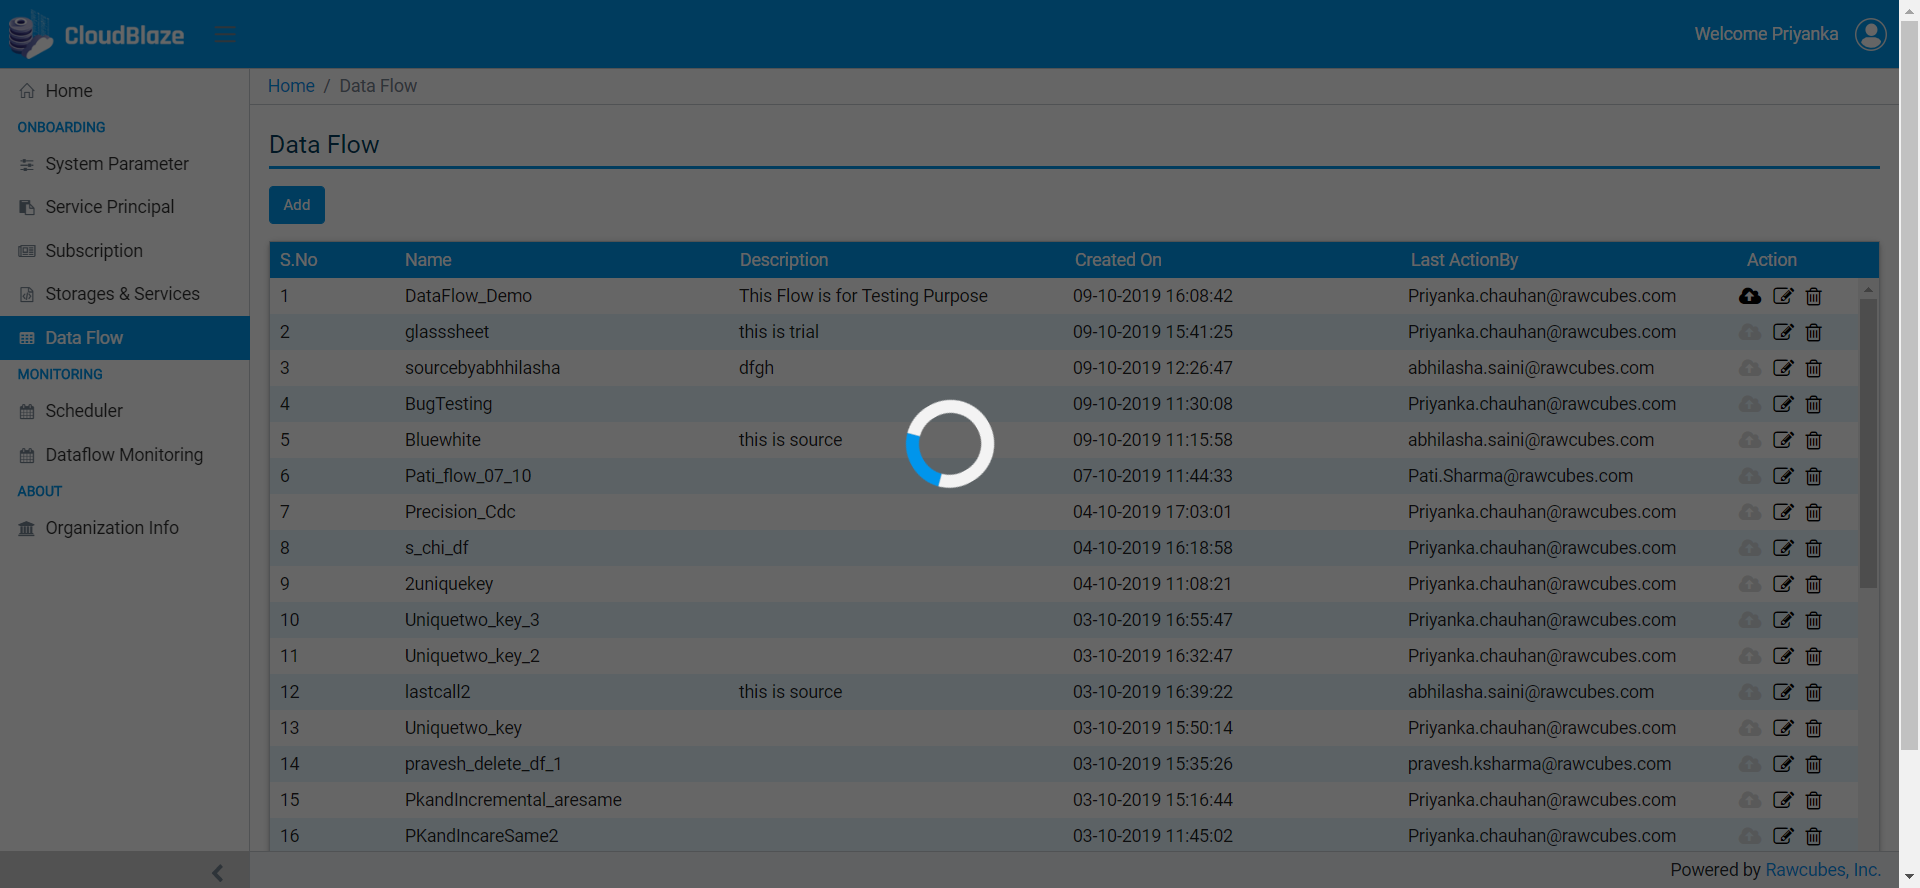 CloudBlaze
Welcome Priyanka
Home
ONBOARDING
System Parameter
Service Principal
Subscription
Storages & Services
Data Flow
MONITORING
Scheduler
Dataflow Monitoring
ABOUT
Organization Info
Home / Data Flow
Data Flow
Add
S.No Name Description Created On Last ActionBy Action
1 DataFlow_Demo This Flow is for Testing Purpose 09-10-2019 16:08:42 Priyanka.chauhan@rawcubes.com
2 glasssheet this is trial 09-10-2019 15:41:25 Priyanka.chauhan@rawcubes.com
3 sourcebyabhhilasha dfgh 09-10-2019 12:26:47 abhilasha.saini@rawcubes.com
4 BugTesting 09-10-2019 11:30:08 Priyanka.chauhan@rawcubes.com
5 Bluewhite this is source 09-10-2019 11:15:58 abhilasha.saini@rawcubes.com
6 Pati_flow_07_10 07-10-2019 11:44:33 Pati.Sharma@rawcubes.com
7 Precision_Cdc 04-10-2019 17:03:01 Priyanka.chauhan@rawcubes.com
8 s_chi_df 04-10-2019 16:18:58 Priyanka.chauhan@rawcubes.com
9 2uniquekey 04-10-2019 11:08:21 Priyanka.chauhan@rawcubes.com
10 Uniquetwo_key_3 03-10-2019 16:55:47 Priyanka.chauhan@rawcubes.com
11 Uniquetwo_key_2 03-10-2019 16:32:47 Priyanka.chauhan@rawcubes.com
12 lastcall2 this is source 03-10-2019 16:39:22 abhilasha.saini@rawcubes.com
13 Uniquetwo_key 03-10-2019 15:50:14 Priyanka.chauhan@rawcubes.com
14 pravesh_delete_df_1 03-10-2019 15:35:26 pravesh.ksharma@rawcubes.com
15 PkandIncremental_aresame 03-10-2019 15:16:44 Priyanka.chauhan@rawcubes.com
16 PKandIncareSame2 03-10-2019 11:45:02 Priyanka.chauhan@rawcubes.com
Powered by Rawcubes, Inc.